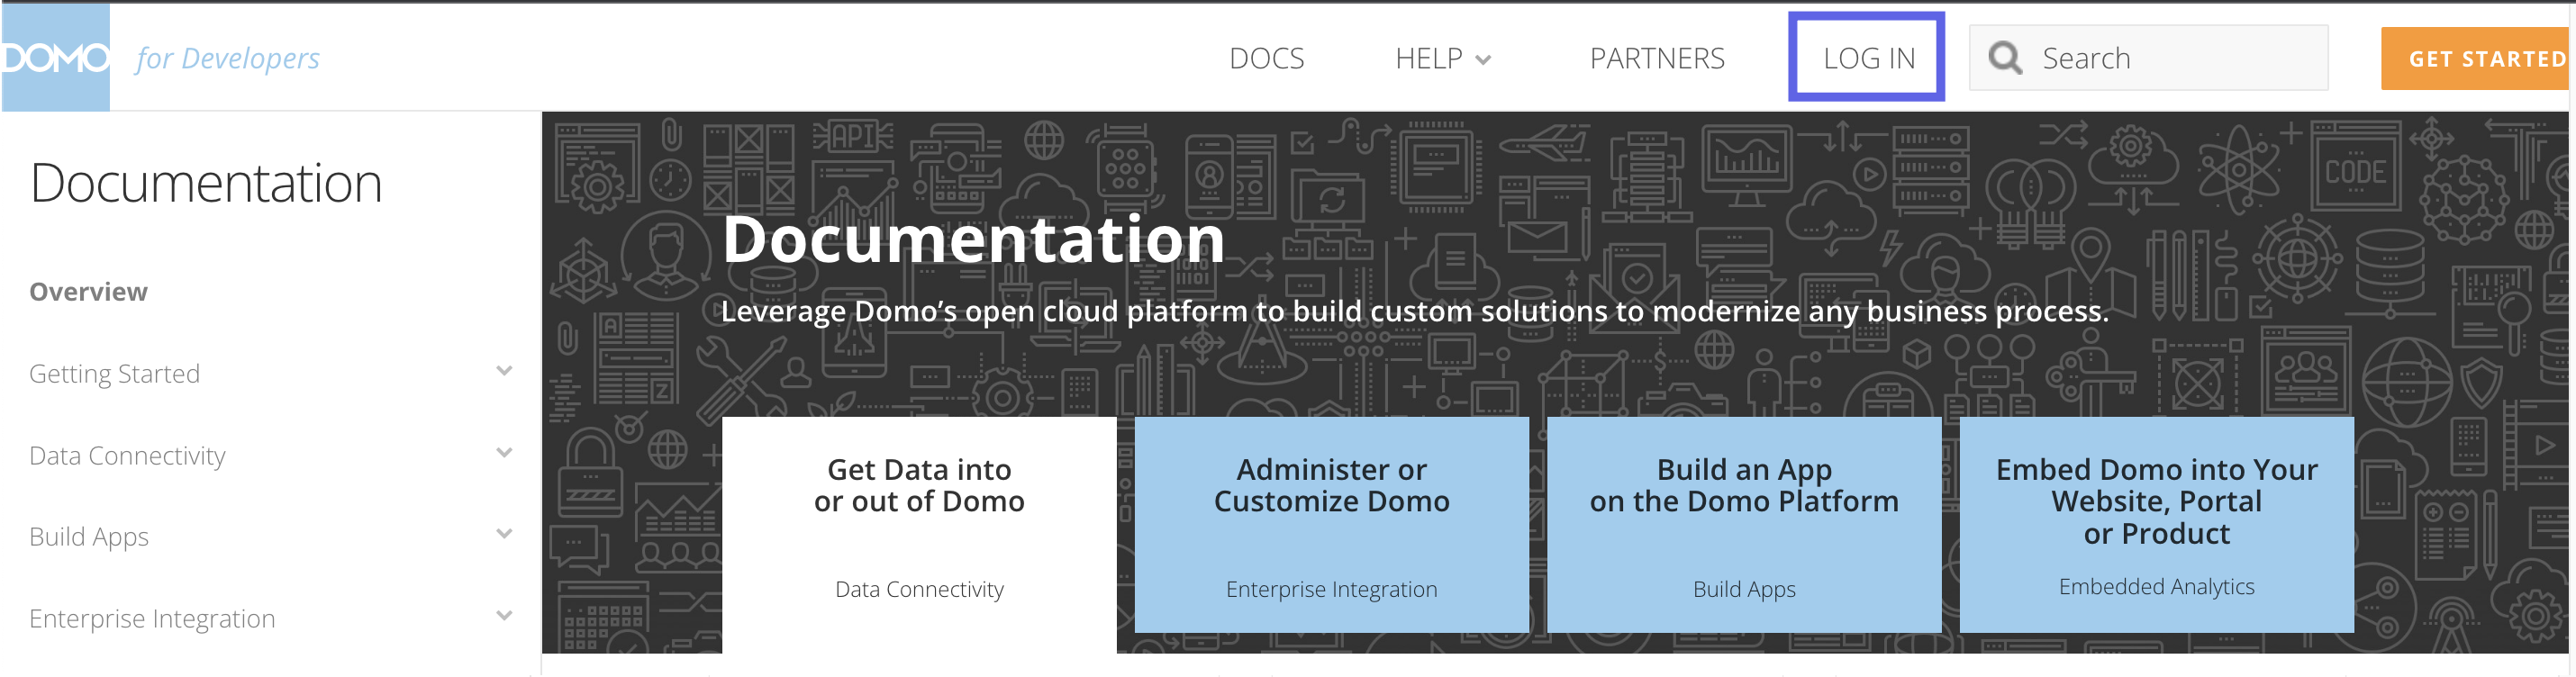 DOMO for Developers
DOCS HELP PARTNERS LOG IN Search GET STARTED
Documentation
Overview
Getting Started
Data Connectivity
Build Apps
Enterprise Integration
API
CODE
Documentation
Leverage Domo’s open cloud platform to build custom solutions to modernize any business process.
Get Data into
or out of Domo
Data Connectivity
Administer or
Customize Domo
Enterprise Integration
Build an App
on the Domo Platform
Build Apps
Embed Domo into Your
Website, Portal
or Product
Embedded Analytics